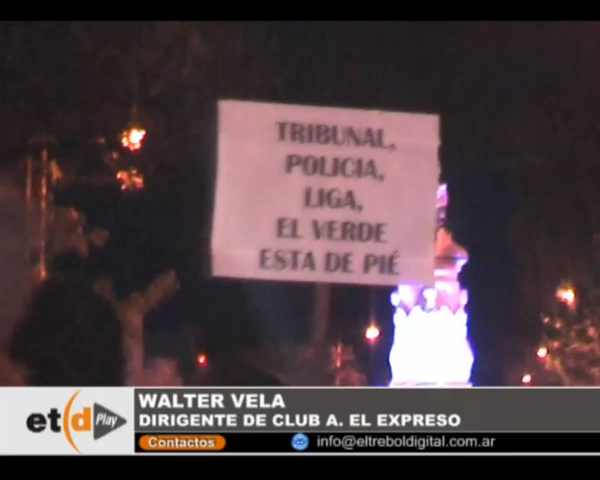 TRIBUNAL,
POLICIA,
LIGA,
EL VERDE
ESTA DE PIÉ
etd Play
WALTER VELA
DIRIGENTE DE CLUB A. EL EXPRESO
Contactos
info@eltreboldigital.com.ar